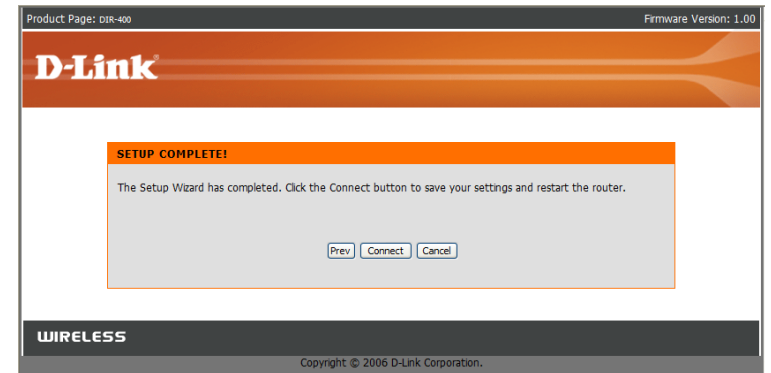 Product Page: DIR-400
Firmware Version: 1.00
D-Link
SETUP COMPLETE!
The Setup Wizard has completed. Click the Connect button to save your settings and restart the router.
Prev Connect Cancel
WIRELESS
Copyright © 2006 D-Link Corporation.